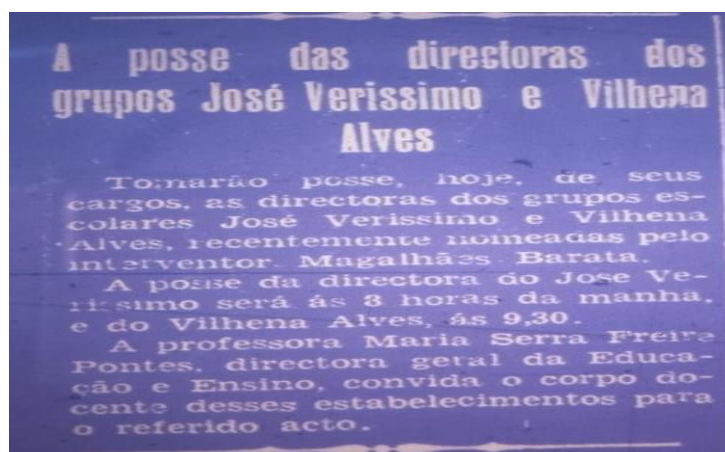 A posse das directoras dos
grupos José Verissimo e Vilhena
Alves
Tomarão posse, hoje, de seus
cargos, as directoras dos grupos es-
colares José Verissimo e Vilhena
Alves, recentemente nomeadas pelo
interventor Magalhães Barata.
A posse da directora do José Ve-
rissimo será ás 8 horas da manhã,
e do Vilhena Alves, ás 9,30.
A professora Maria Serra Freire
Pontes, directora geral da Educa-
ção e Ensino, convida o corpo do-
cente desses estabelecimentos para
o referido acto.